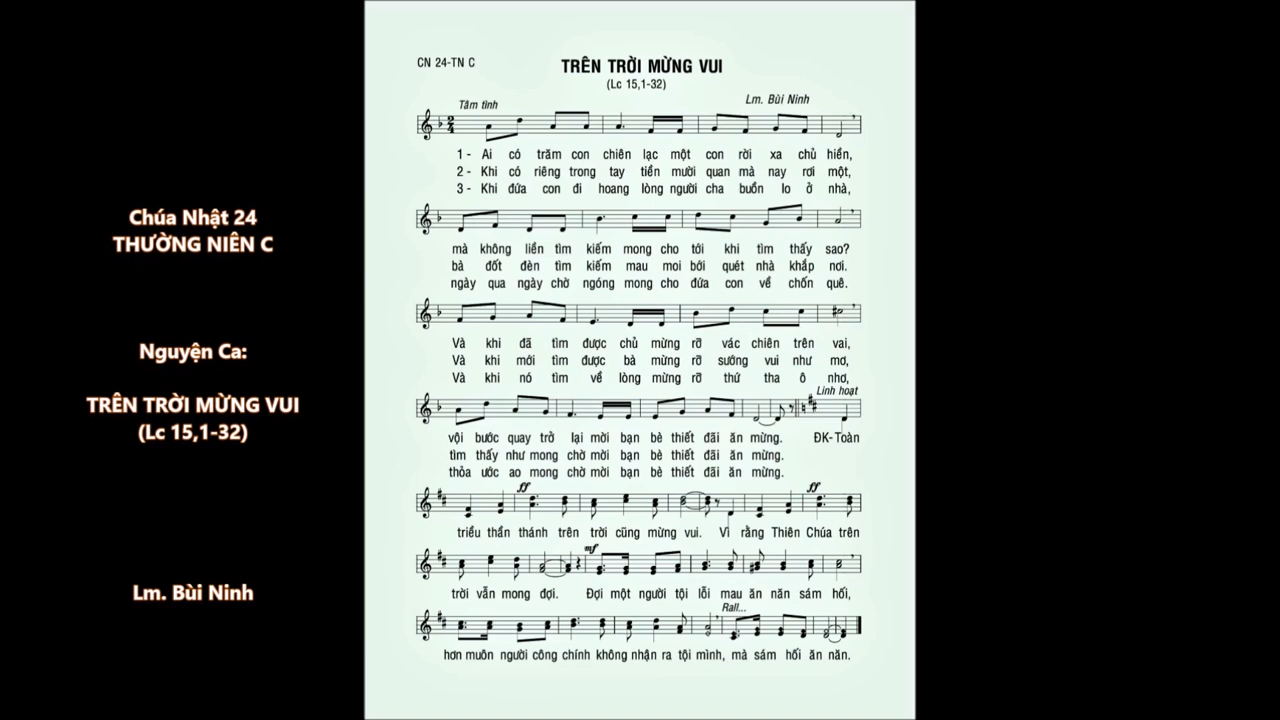 Chúa Nhật 24
THƯỜNG NIÊN C
Nguyện Ca:
TRÊN TRỜI MỪNG VUI
(Lc 15,1-32)
Lm. Bùi Ninh
CN 24-TN C
TRÊN TRỜI MỪNG VUI
(Lc 15,1-32)
Lm. Bùi Ninh
Tâm tình
1 - Ai có trăm con chiên lạc một con rời xa chủ hiền,
2 - Khi có riêng trong tay tiền mười quan mà nay rơi một,
3 - Khi đứa con đi hoang lòng người cha buồn lo ở nhà,
mà không liền tìm kiếm mong cho tới khi tìm thấy sao?
bà đốt đèn tìm kiếm mau moi bới quét nhà khắp nơi.
ngày qua ngày chờ ngóng mong cho đứa con về chốn quê.
Và khi đã tìm được chủ mừng rỡ vác chiên trên vai,
Và khi mới tìm được bà mừng rỡ sướng vui như mơ,
Và khi nó tìm về lòng mừng rỡ thứ tha ô nhơ,
Linh hoạt
vội bước quay trở lại mời bạn bè thiết đãi ăn mừng. ĐK-Toàn
tìm thấy như mong chờ mời bạn bè thiết đãi ăn mừng.
thỏa ước ao mong chờ mời bạn bè thiết đãi ăn mừng.
ff ff
triều thần thánh trên trời cũng mừng vui. Vì rằng Thiên Chúa trên
mf
trời vẫn mong đợi. Đợi một người tội lỗi mau ăn năn sám hối,
Rall...
hơn muôn người công chính không nhận ra tội mình, mà sám hối ăn năn.